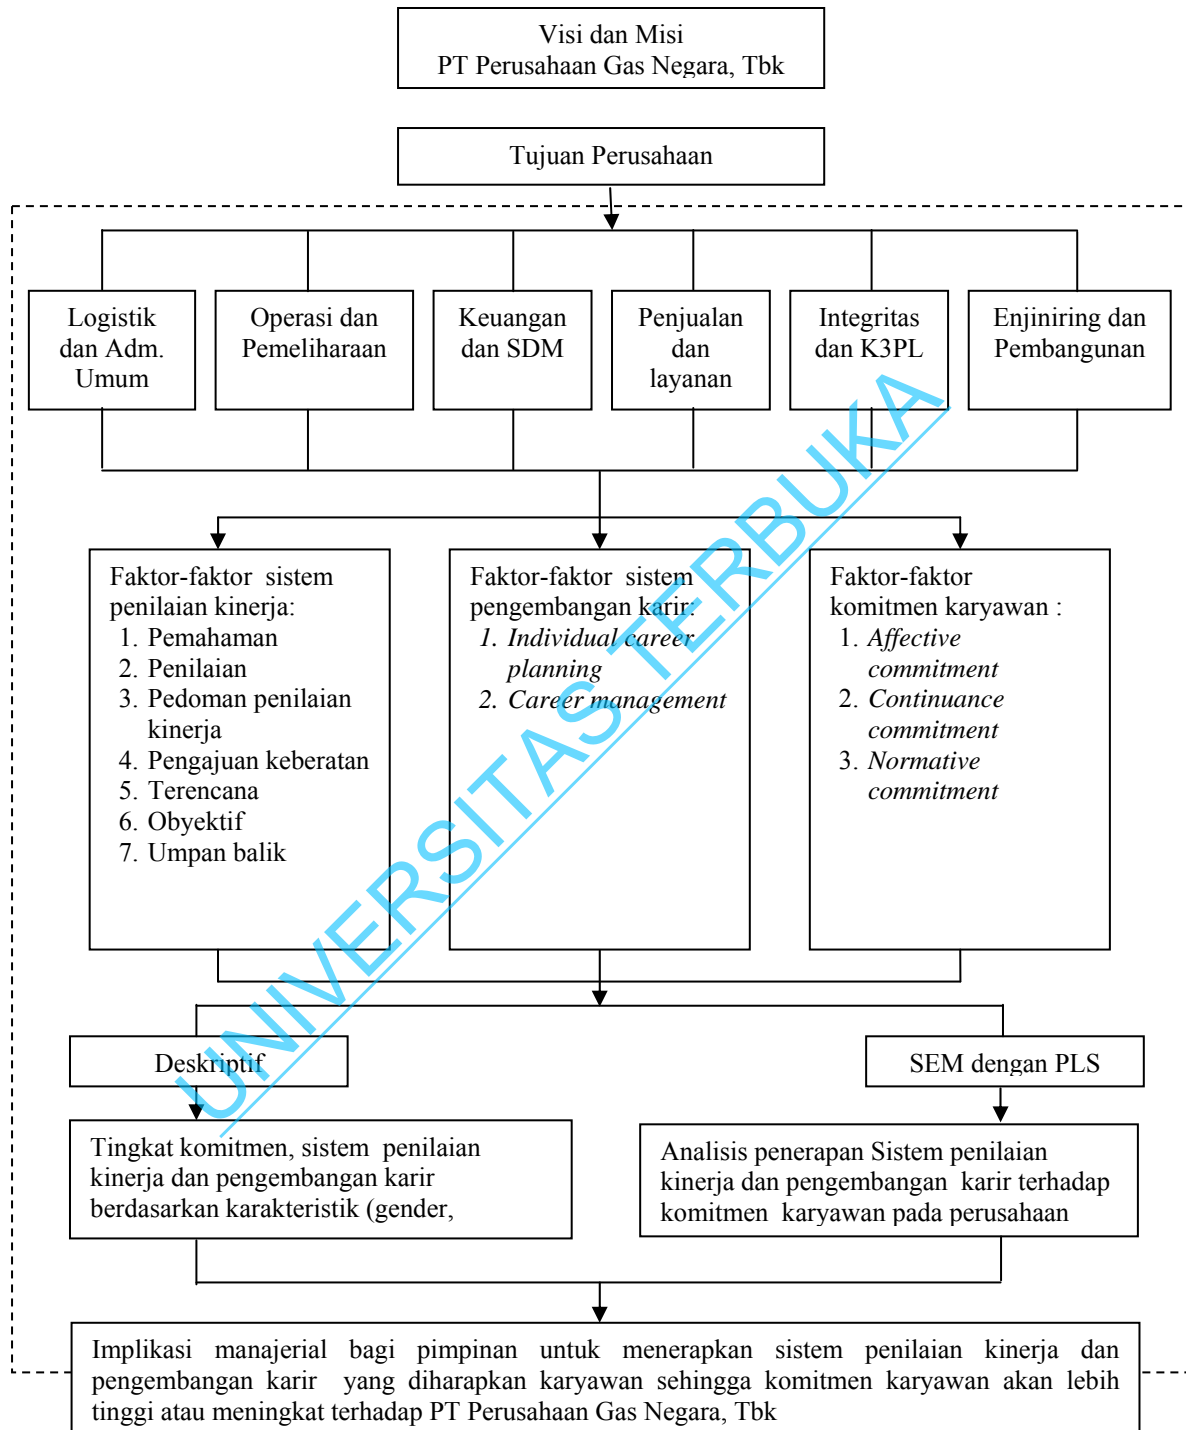 Visi dan Misi
PT Perusahaan Gas Negara, Tbk
Tujuan Perusahaan
Logistik
dan Adm.
Umum
Operasi dan
Pemeliharaan
Keuangan
dan SDM
Penjualan
dan
layanan
Integritas
dan K3PL
Enjiniring dan
Pembangunan
Faktor-faktor sistem
penilaian kinerja:
1. Pemahaman
2. Penilaian
3. Pedoman penilaian
kinerja
4. Pengajuan keberatan
5. Terencana
6. Obyektif
7. Umpan balik
Faktor-faktor sistem
pengembangan karir:
1. Individual career
planning
2. Career management
Faktor-faktor
komitmen karyawan :
1. Affective
commitment
2. Continuance
commitment
3. Normative
commitment
Deskriptif
SEM dengan PLS
Tingkat komitmen, sistem penilaian
kinerja dan pengembangan karir
berdasarkan karakteristik (gender,
Analisis penerapan Sistem penilaian
kinerja dan pengembangan karir terhadap
komitmen karyawan pada perusahaan
Implikasi manajerial bagi pimpinan untuk menerapkan sistem penilaian kinerja dan
pengembangan karir yang diharapkan karyawan sehingga komitmen karyawan akan lebih
tinggi atau meningkat terhadap PT Perusahaan Gas Negara, Tbk
UNIVERSITAS TERBUKA